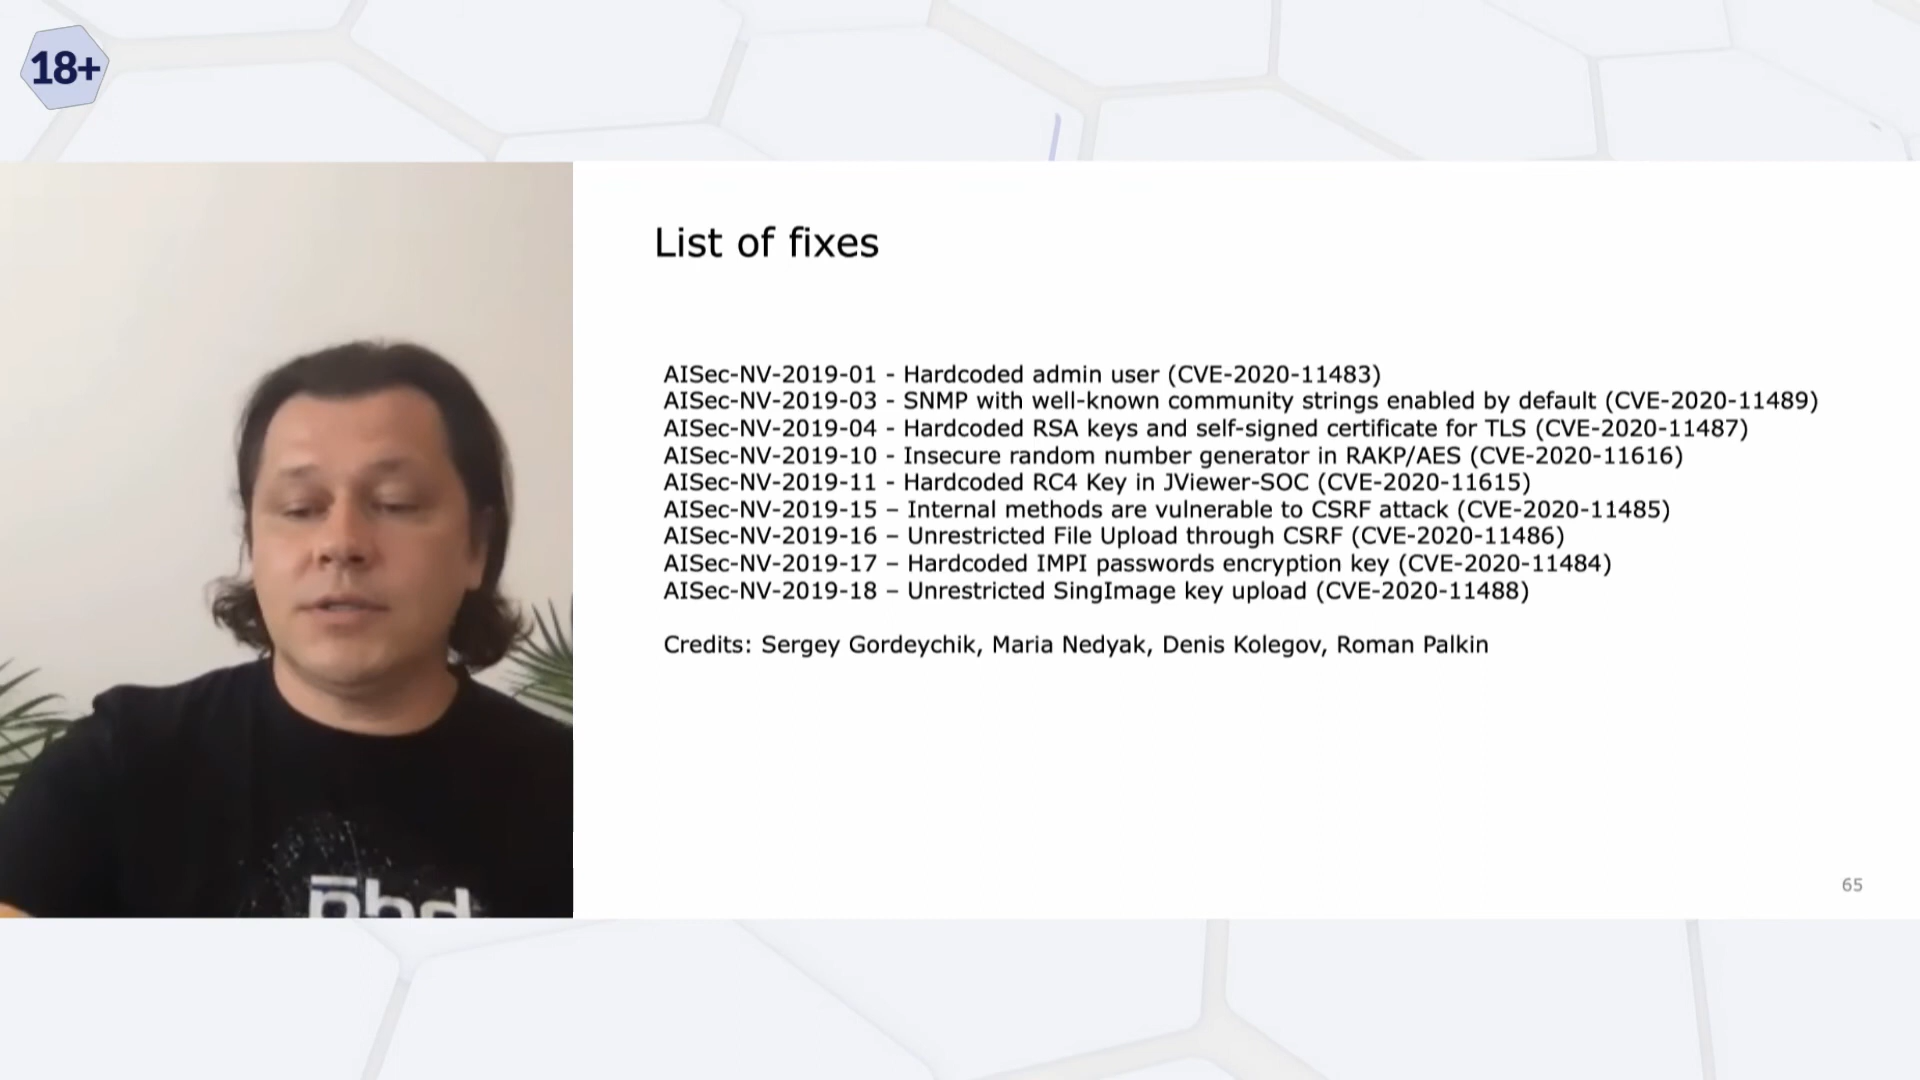 18+
List of fixes
AISec-NV-2019-01 - Hardcoded admin user (CVE-2020-11483)
AISec-NV-2019-03 - SNMP with well-known community strings enabled by default (CVE-2020-11489)
AISec-NV-2019-04 - Hardcoded RSA keys and self-signed certificate for TLS (CVE-2020-11487)
AISec-NV-2019-10 - Insecure random number generator in RAKP/AES (CVE-2020-11616)
AISec-NV-2019-11 - Hardcoded RC4 Key in JViewer-SOC (CVE-2020-11615)
AISec-NV-2019-15 – Internal methods are vulnerable to CSRF attack (CVE-2020-11485)
AISec-NV-2019-16 – Unrestricted File Upload through CSRF (CVE-2020-11486)
AISec-NV-2019-17 – Hardcoded IMPI passwords encryption key (CVE-2020-11484)
AISec-NV-2019-18 – Unrestricted SingImage key upload (CVE-2020-11488)
Credits: Sergey Gordeychik, Maria Nedyak, Denis Kolegov, Roman Palkin
phd
65